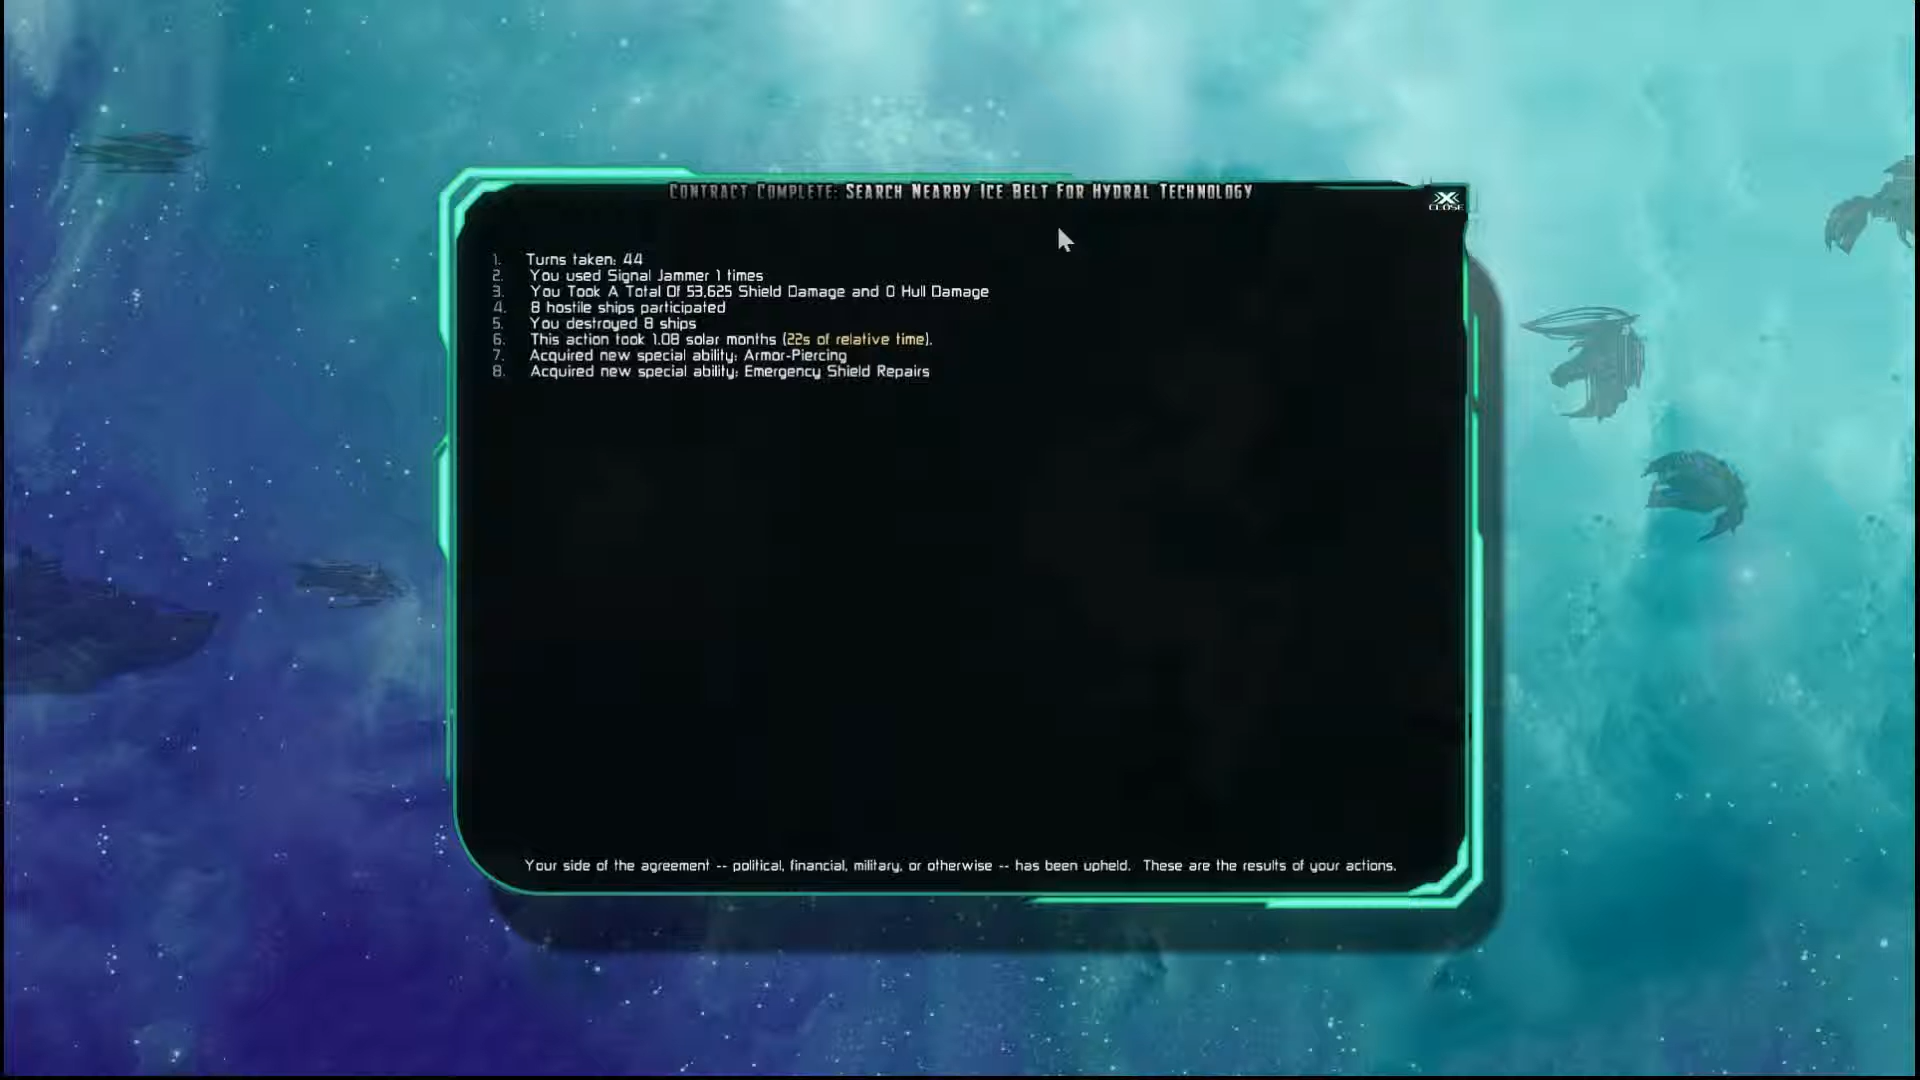 Contract Complete: Search Nearby Ice Belt For Hydral Technology
X
CLOSE
1. Turns taken: 44
2. You used Signal Jammer 1 times
3. You Took A Total Of 53,625 Shield Damage and 0 Hull Damage
4. 8 hostile ships participated
5. You destroyed 8 ships
6. This action took 1.08 solar months (22s of relative time).
7. Acquired new special ability: Armor-Piercing
8. Acquired new special ability: Emergency Shield Repairs
Your side of the agreement -- political, financial, military, or otherwise -- has been upheld. These are the results of your actions.